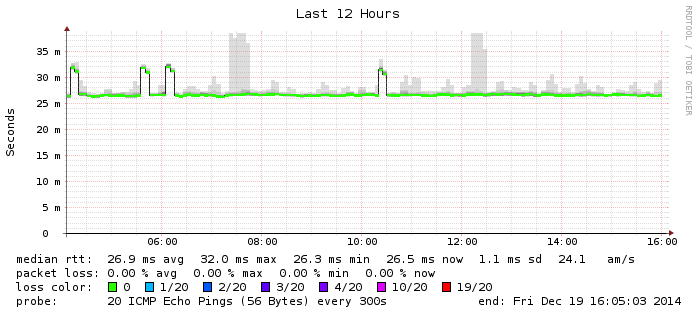 Last 12 Hours
RRDTOOL / TOBI OETIKER
Seconds
35 m
30 m
25 m
20 m
15 m
10 m
5 m
0
06:00 08:00 10:00 12:00 14:00 16:00
median rtt: 26.9 ms avg 32.0 ms max 26.3 ms min 26.5 ms now 1.1 ms sd 24.1 am/s
packet loss: 0.00 % avg 0.00 % max 0.00 % min 0.00 % now
loss color: 0 1/20 2/20 3/20 4/20 10/20 19/20
probe: 20 ICMP Echo Pings (56 Bytes) every 300s end: Fri Dec 19 16:05:03 2014